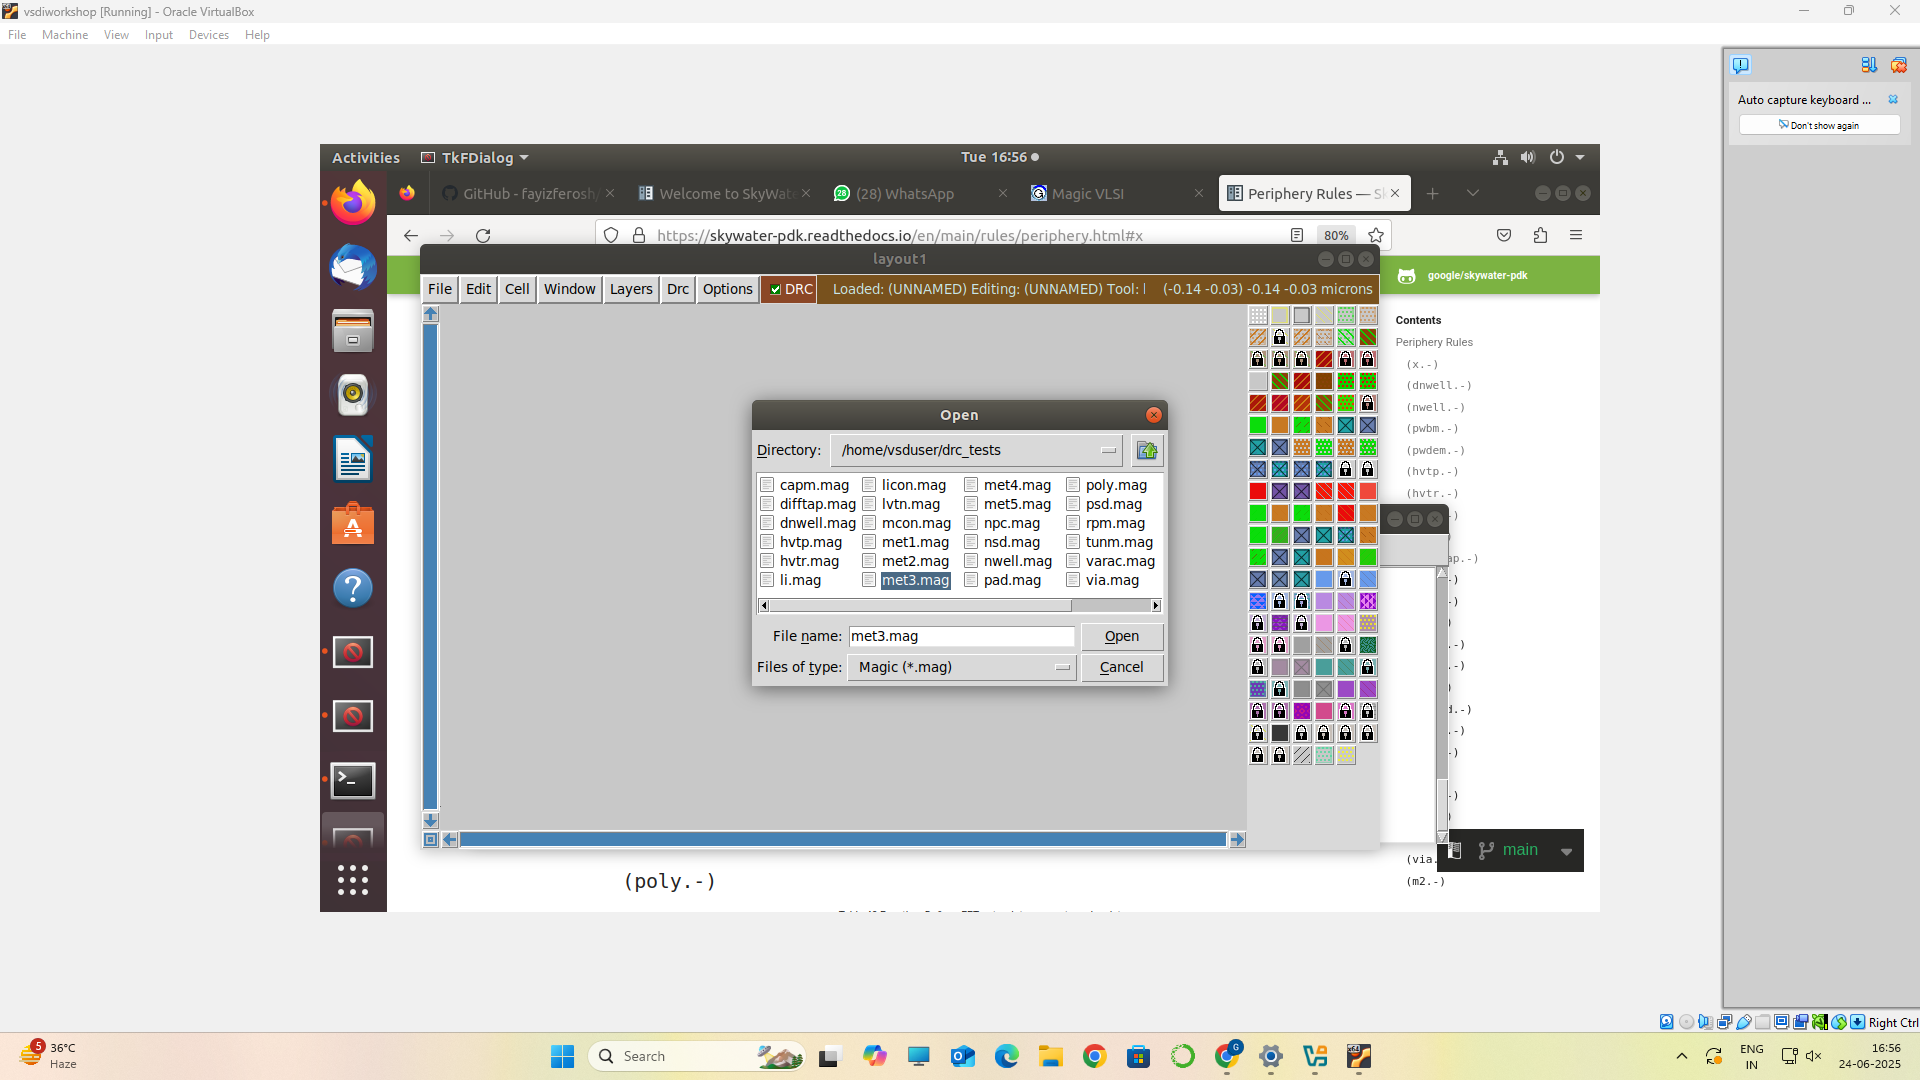 vsdiworkshop [Running] - Oracle VirtualBox
File Machine View Input Devices Help
Auto capture keyboard ...
Don't show again
Activities TkFDialog Tue 16:56
GitHub - fayizferosh/ Welcome to SkyWate (28) WhatsApp Magic VLSI Periphery Rules — Sk
https://skywater-pdk.readthedocs.io/en/main/rules/periphery.html#x 80%
layout1
google/skywater-pdk
File Edit Cell Window Layers Drc Options DRC Loaded: (UNNAMED) Editing: (UNNAMED) Tool: (-0.14 -0.03) -0.14 -0.03 microns
Contents
Periphery Rules
(x.-)
(dnwell.-)
(nwell.-)
(pwbm.-)
(pwdem.-)
(hvtp.-)
(hvtr.-)
Open
Directory: /home/vsduser/drc_tests
capm.mag licon.mag met4.mag poly.mag
difftap.mag lvtn.mag met5.mag psd.mag
dnwell.mag mcon.mag npc.mag rpm.mag
hvtp.mag met1.mag nsd.mag tunm.mag
hvtr.mag met2.mag nwell.mag varac.mag
li.mag met3.mag pad.mag via.mag
File name: met3.mag Open
Files of type: Magic (*.mag) Cancel
ap.-)
d.-)
main
(via.
(m2.-)
(poly.-)
Right Ctrl
5 36°C
Haze
Search
ENG
IN
16:56
24-06-2025